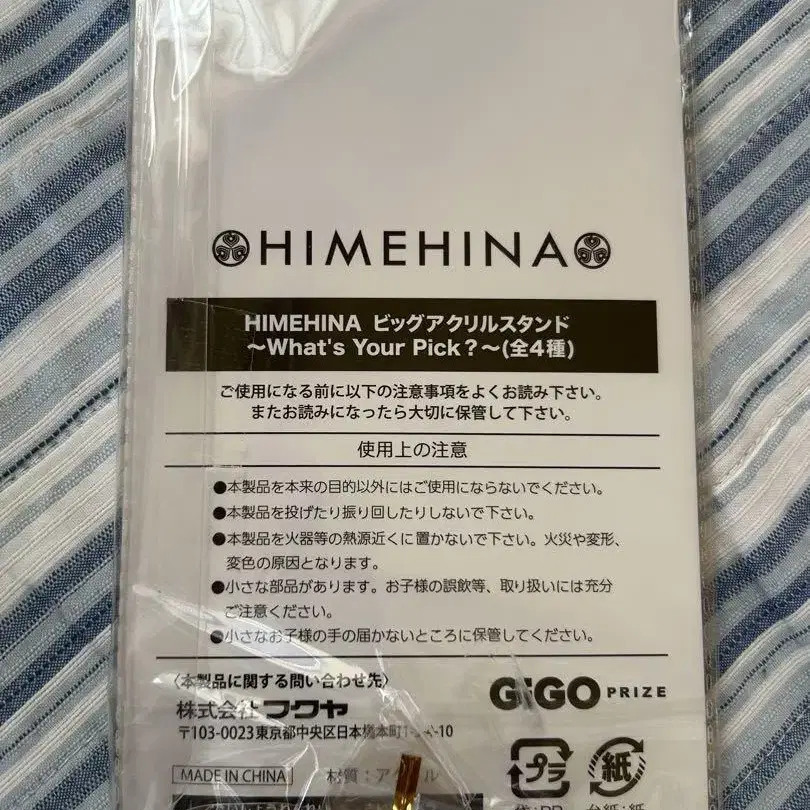 HIMEHINA
HIMEHINA ビッグアクリルスタンド
～What's Your Pick？～(全4種)
ご使用になる前に以下の注意事項をよくお読み下さい。
またお読みになったら大切に保管して下さい。
使用上の注意
●本製品を本来の目的以外にはご使用にならないでください。
●本製品を投げたり振り回したりしないで下さい。
●本製品を火器等の熱源近くに置かないで下さい。火災や変形、
変色の原因となります。
●小さな部品があります。お子様の誤飲等、取り扱いには充分
ご注意ください。
●小さなお子様の手の届かないところに保管してください。
〈本製品に関する問い合わせ先〉
株式会社フクヤ
〒103-0023東京都中央区日本橋本町
GiGO PRIZE
MADE IN CHINA
材質：ア
プラ
紙